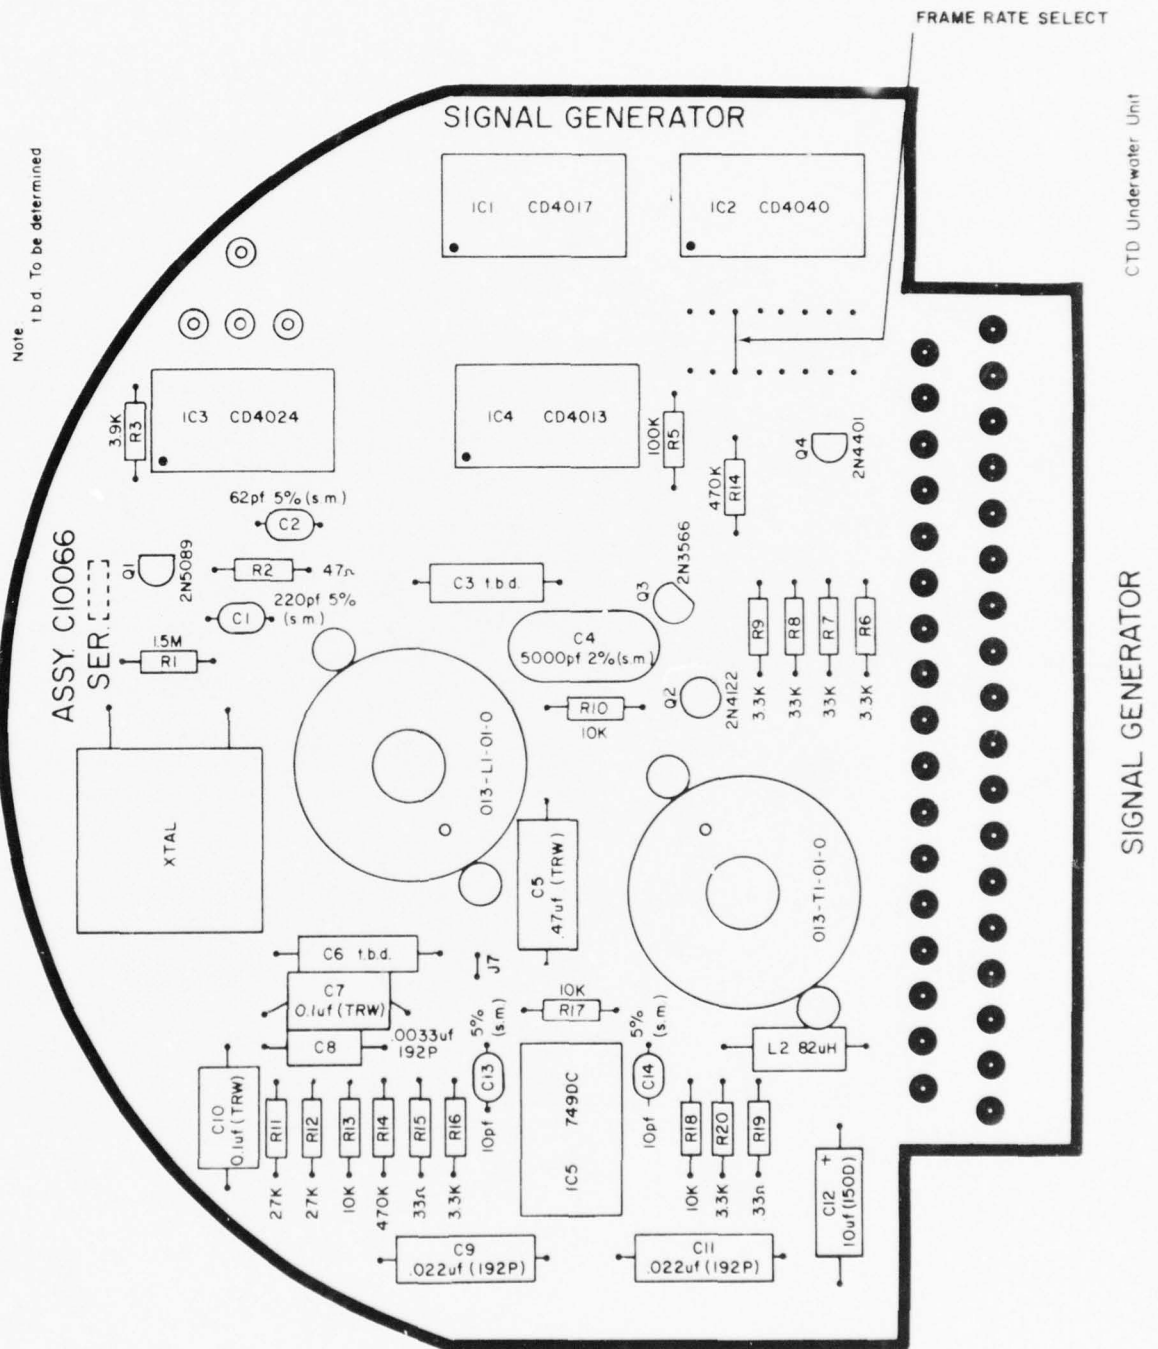 FRAME RATE SELECT
SIGNAL GENERATOR
CTD Underwater Unit
Note
t.b.d. To be determined
IC1 CD4017
IC2 CD4040
IC3 CD4024
IC4 CD4013
3.9K
R3
100K
R5
470K
R14
Q4
2N4401
62pf 5% (s.m)
C2
ASSY. C10066
SER.
Q1
2N5089
R2
47Ω
C1
220pf 5%
(s.m)
1.5M
R1
C3 t.b.d.
C4
5000pf 2% (s.m)
Q3
2N3566
Q2
2N4122
R10
10K
R9
3.3K
R8
33K
R7
33K
R6
3.3K
XTAL
013-L1-01-0
013-T1-01-0
SIGNAL GENERATOR
C5
.47uf (TRW)
C6 t.b.d.
C7
0.1uf (TRW)
C8
.0033uf
192P
J7
10K
R17
C10
0.1uf (TRW)
R11
27K
R12
27K
R13
10K
R14
470K
R15
33Ω
R16
3.3K
5%
(s.m)
C13
10pf
IC5 749DC
5%
(s.m)
C14
10pf
L2 82uH
R18
10K
R20
3.3K
R19
33Ω
C12 +
10uf (150D)
C9
.022uf (192P)
C11
.022uf (192P)